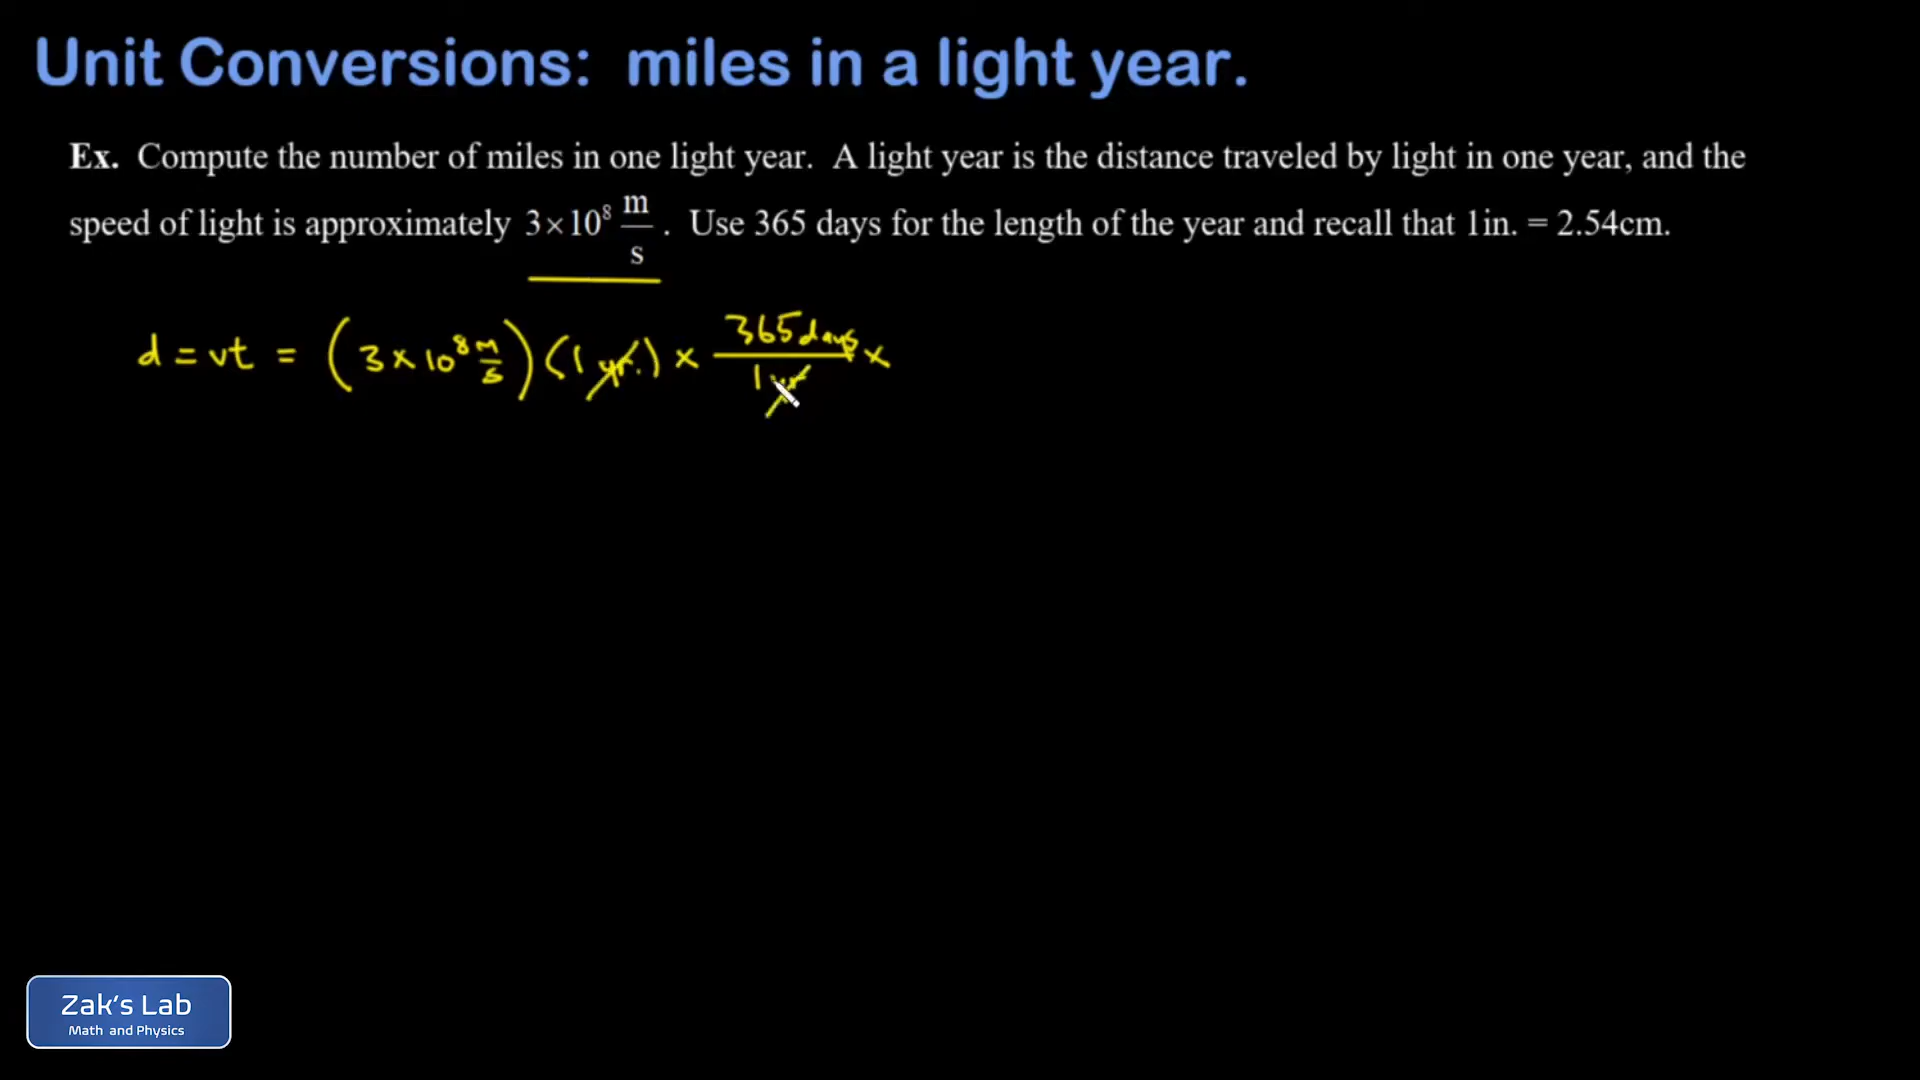 Unit Conversions: miles in a light year.
Ex. Compute the number of miles in one light year. A light year is the distance traveled by light in one year, and the
speed of light is approximately 3×10⁸ m/s . Use 365 days for the length of the year and recall that 1in. = 2.54cm.
d = vt = (3 × 10⁸ m/s) (1 yr.) × 365 days / 1 yr ×
Zak's Lab
Math and Physics